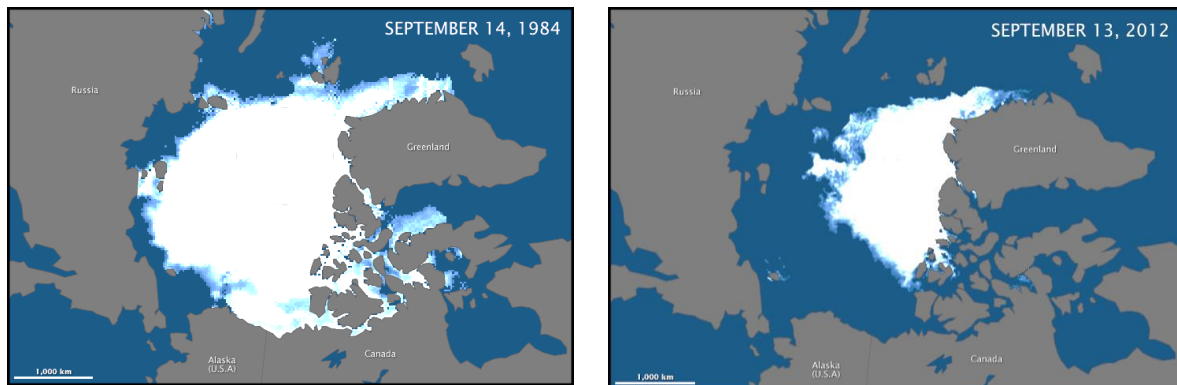 SEPTEMBER 14, 1984
Russia
Greenland
Alaska
(U.S.A)
Canada
1,000 km
SEPTEMBER 13, 2012
Russia
Greenland
Alaska
(U.S.A)
Canada
1,000 km